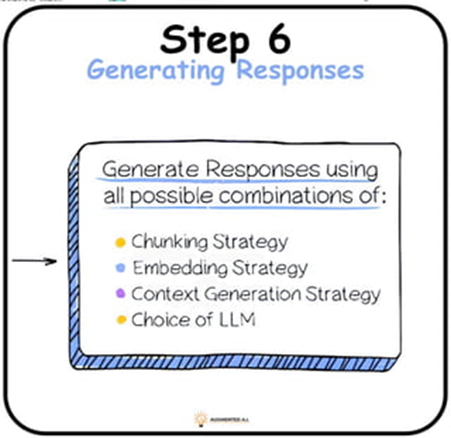 Step 6
Generating Responses
Generate Responses using
all possible combinations of:
Chunking Strategy
Embedding Strategy
Context Generation Strategy
Choice of LLM
AUGMENTED A.I.